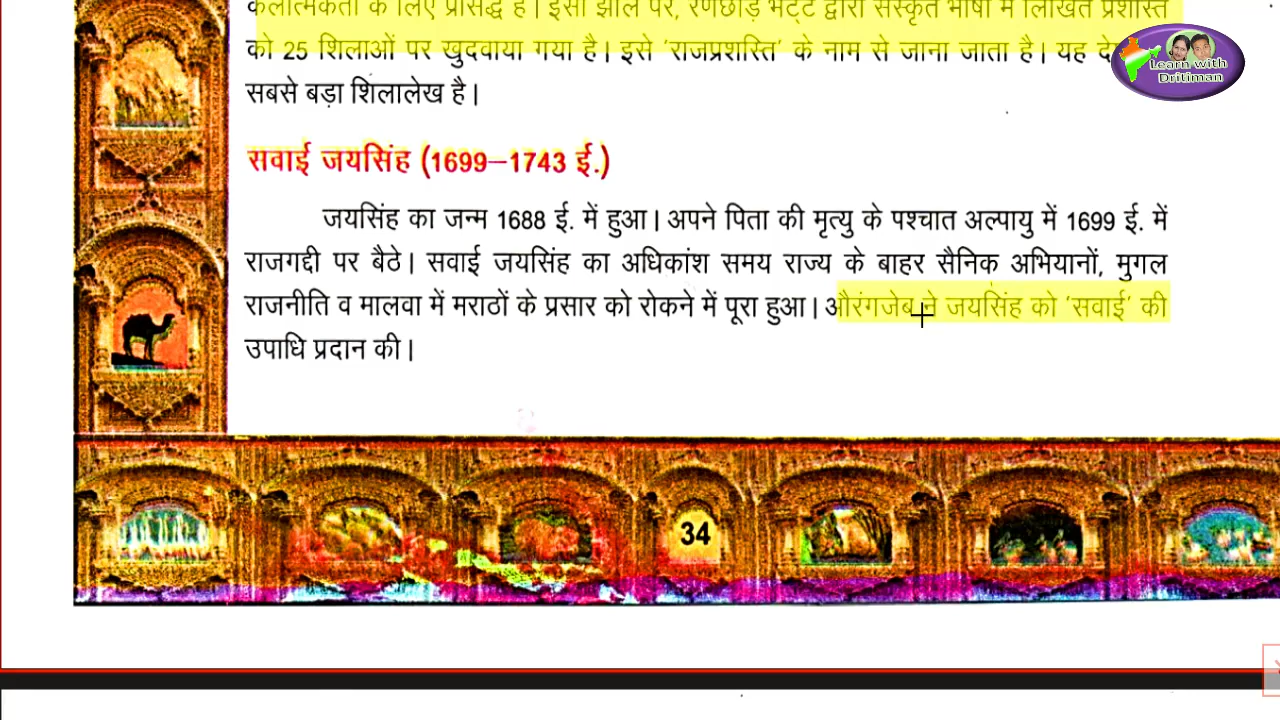 कलात्मकता के लिए प्रसिद्ध है। इसी झील पर, रणछोड़ भट्ट द्वारा संस्कृत भाषा में लिखित प्रशस्ति
को 25 शिलाओं पर खुदवाया गया है। इसे 'राजप्रशस्ति' के नाम से जाना जाता है। यह
सबसे बड़ा शिलालेख है।
Learn with
Dritiman
सवाई जयसिंह (1699–1743 ई.)
जयसिंह का जन्म 1688 ई. में हुआ। अपने पिता की मृत्यु के पश्चात अल्पायु में 1699 ई. में
राजगद्दी पर बैठे। सवाई जयसिंह का अधिकांश समय राज्य के बाहर सैनिक अभियानों, मुगल
राजनीति व मालवा में मराठों के प्रसार को रोकने में पूरा हुआ। औरंगजेब ने जयसिंह को 'सवाई' की
उपाधि प्रदान की।
34